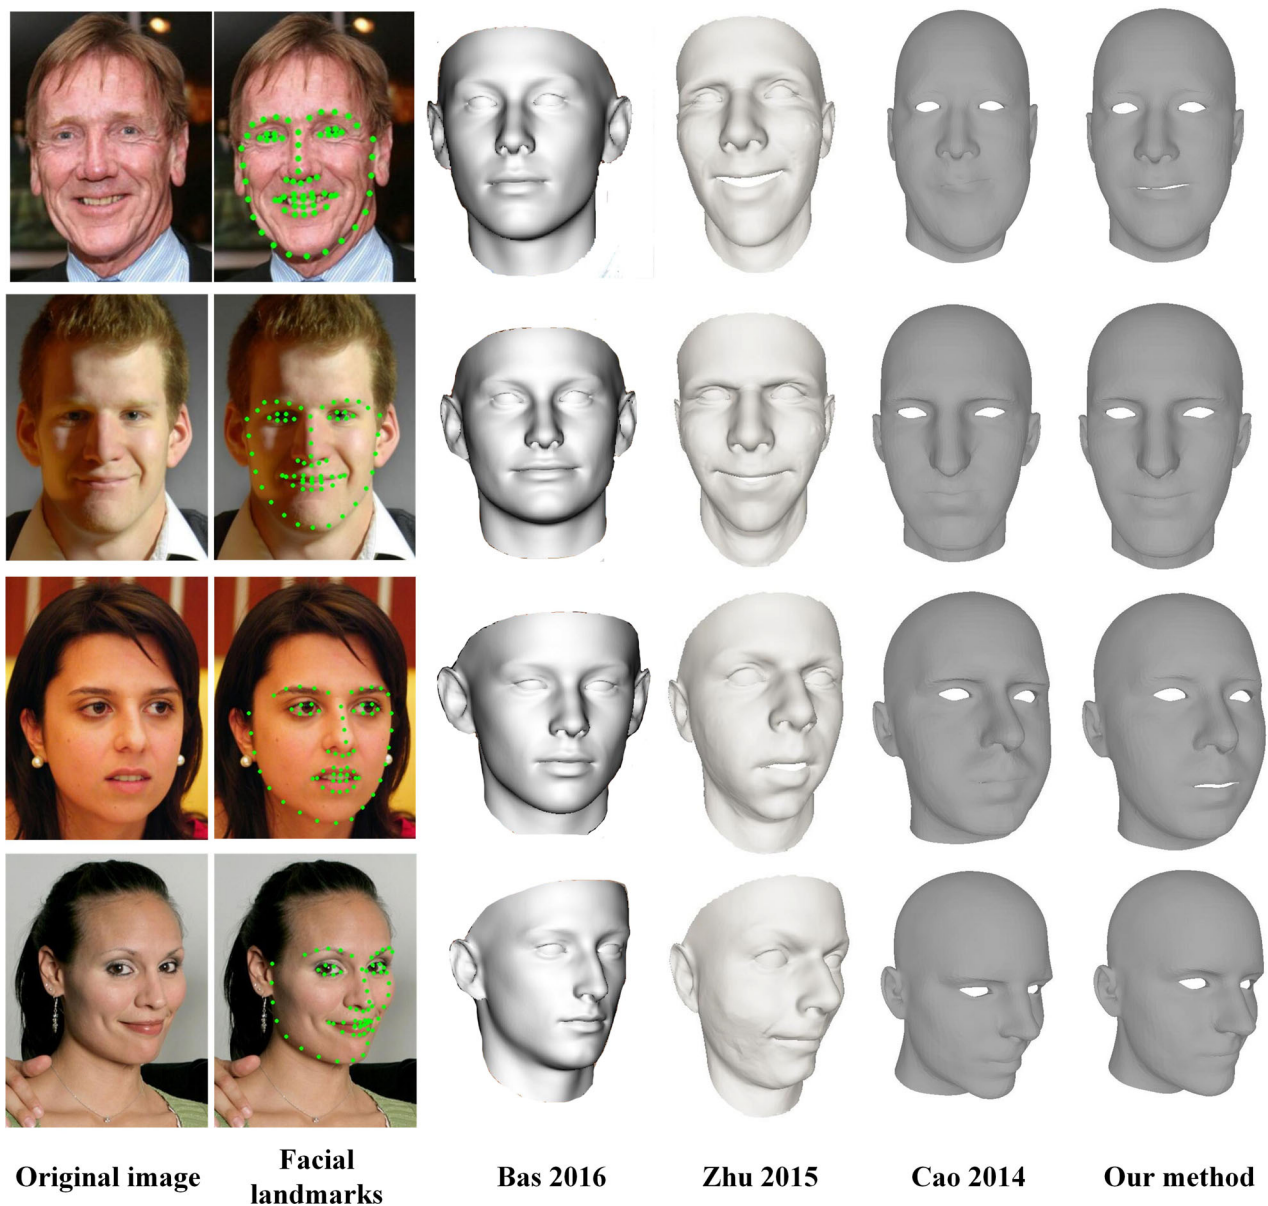 Original image
Facial
landmarks
Bas 2016
Zhu 2015
Cao 2014
Our method